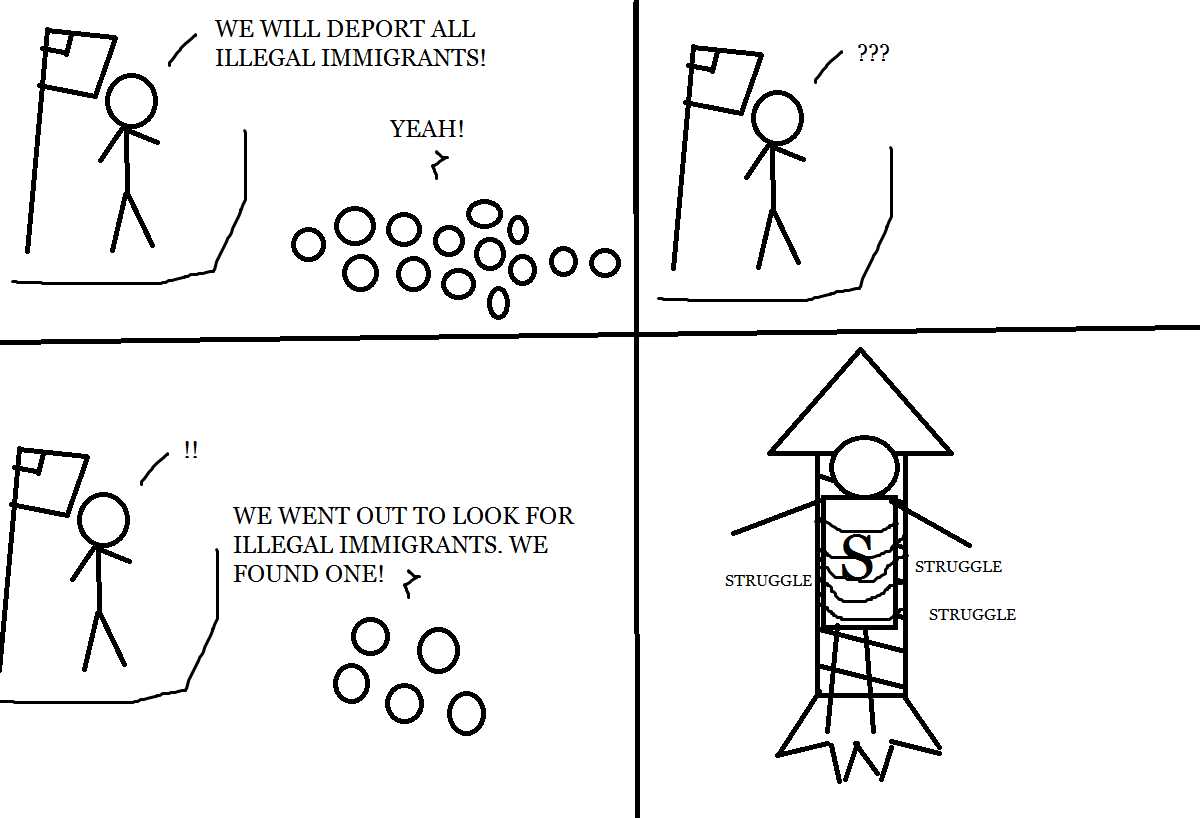 WE WILL DEPORT ALL
ILLEGAL IMMIGRANTS!
YEAH!
???
!!
WE WENT OUT TO LOOK FOR
ILLEGAL IMMIGRANTS. WE
FOUND ONE!
S
STRUGGLE
STRUGGLE
STRUGGLE